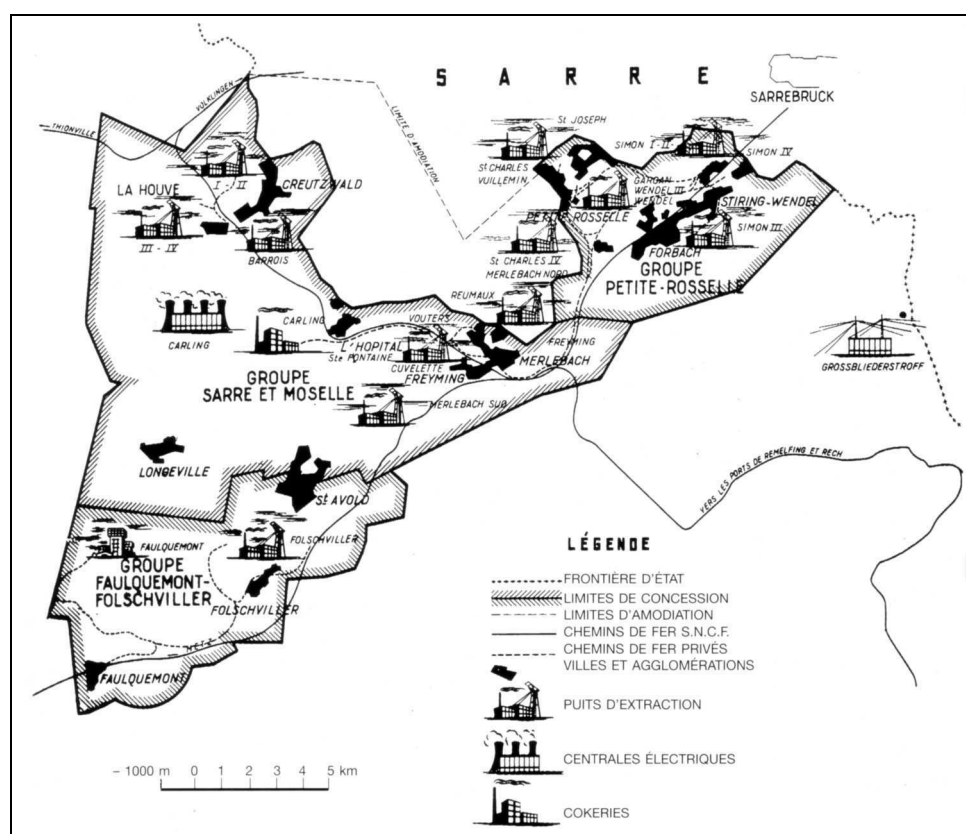 S A R R E
SARREBRUCK
VÖLKLINGEN
THIONVILLE
LIMITE D'AMODIATION
St JOSEPH
SIMON I-II
SIMON IV
St CHARLES
VUILLEMIN
I II
CREUTZWALD
LA HOUVE
GARGAN
WENDEL III
WENDEL
PETITE-ROSSELLE
STIRING-WENDEL
SIMON III
III - IV
BARROIS
St CHARLES IV
MERLEBACH NORD
FORBACH
GROUPE
PETITE-ROSSELLE
REUMAUX
CARLING
CARLING
VOUTERS
L'HOPITAL
Ste FONTAINE
FREYMING
MERLEBACH
CUVELETTE
FREYMING
GROSSBLIEDERSTROFF
GROUPE
SARRE ET MOSELLE
MERLEBACH SUD
LONGEVILLE
St AVOLD
VERS LES PORTS DE REMELFING ET RECH
FAULQUEMONT
FOLSCHVILLER
GROUPE
FAULQUEMONT-
FOLSCHVILLER
FOLSCHVILLER
METZ
FAULQUEMONT
LÉGENDE
FRONTIÈRE D'ÉTAT
LIMITES DE CONCESSION
LIMITES D'AMODIATION
CHEMINS DE FER S.N.C.F.
CHEMINS DE FER PRIVÉS
VILLES ET AGGLOMÉRATIONS
PUITS D'EXTRACTION
CENTRALES ÉLECTRIQUES
COKERIES
– 1000 m 0 1 2 3 4 5 km